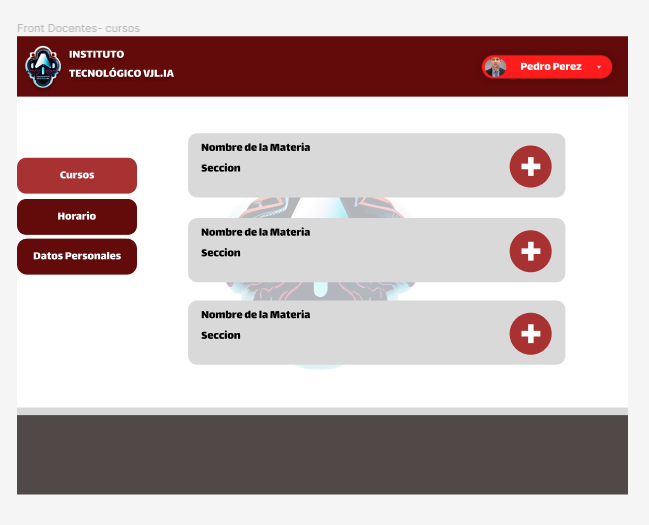 Front Docentes- cursos
INSTITUTO
TECNOLÓGICO VJL.IA
Pedro Perez
Cursos
Horario
Datos Personales
Nombre de la Materia
Seccion
Nombre de la Materia
Seccion
Nombre de la Materia
Seccion